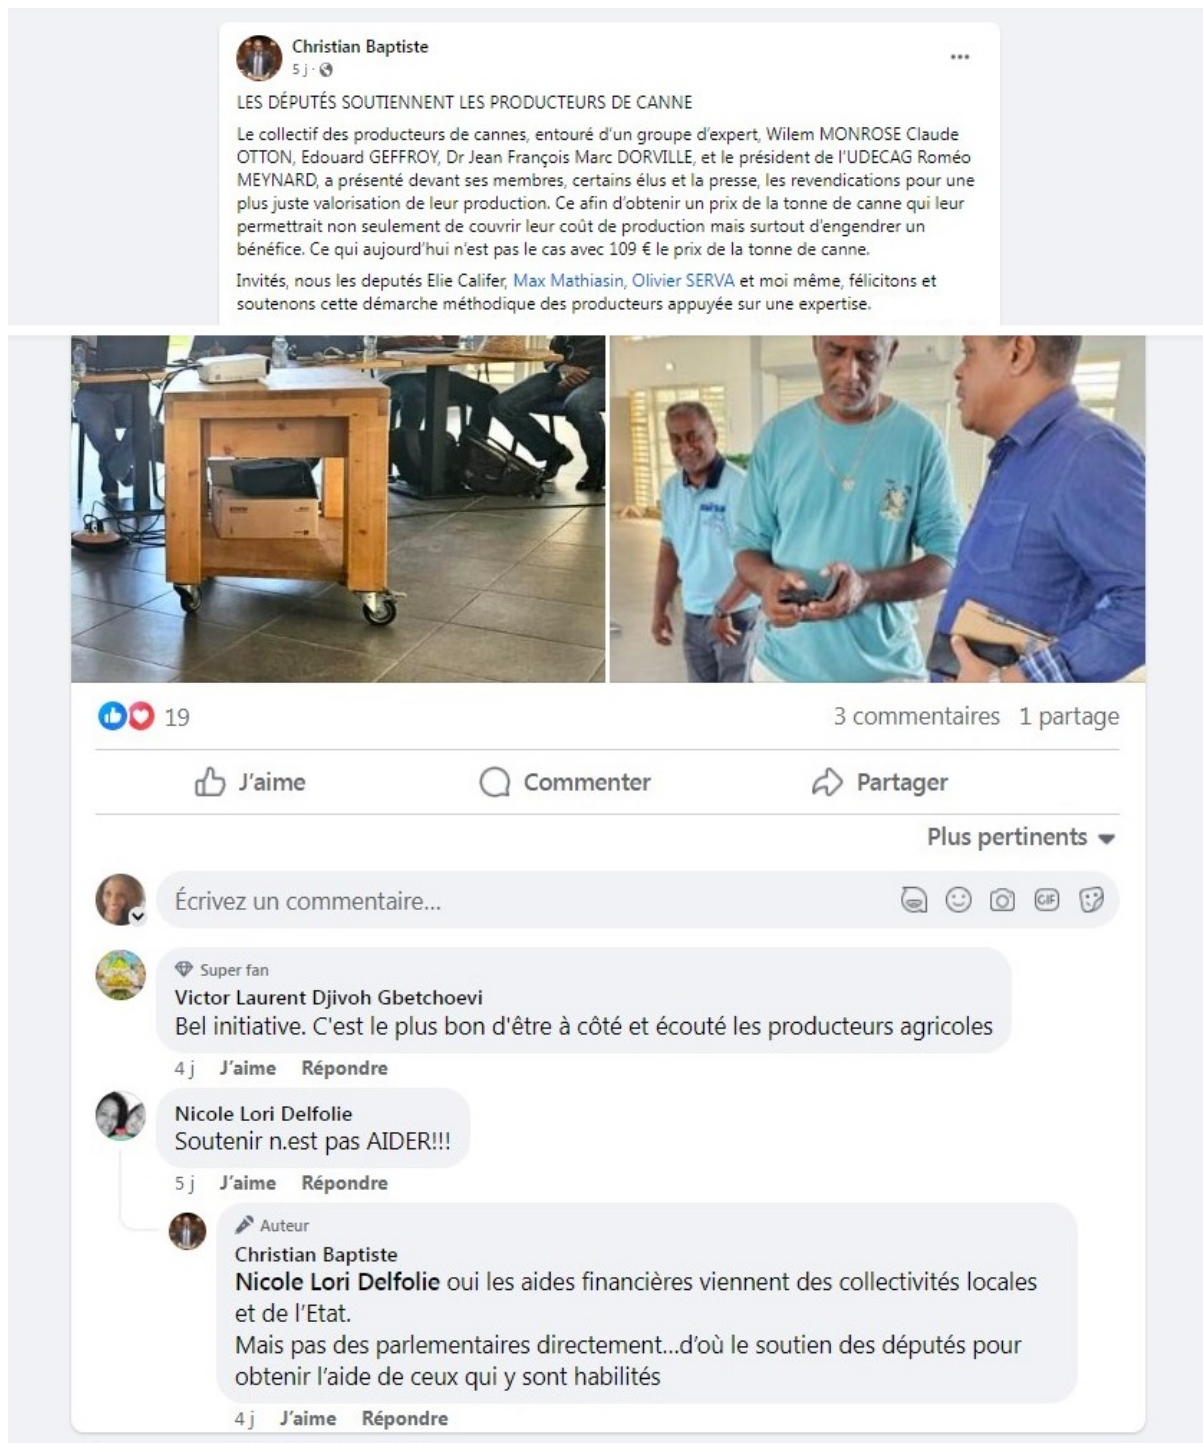 Christian Baptiste
5 j ·
LES DÉPUTÉS SOUTIENNENT LES PRODUCTEURS DE CANNE
Le collectif des producteurs de cannes, entouré d'un groupe d'expert, Wilem MONROSE Claude
OTTON, Edouard GEFFROY, Dr Jean François Marc DORVILLE, et le président de l'UDECAG Roméo
MEYNARD, a présenté devant ses membres, certains élus et la presse, les revendications pour une
plus juste valorisation de leur production. Ce afin d'obtenir un prix de la tonne de canne qui leur
permettrait non seulement de couvrir leur coût de production mais surtout d'engendrer un
bénéfice. Ce qui aujourd'hui n'est pas le cas avec 109 € le prix de la tonne de canne.
Invités, nous les deputés Elie Califer, Max Mathiasin, Olivier SERVA et moi même, félicitons et
soutenons cette démarche méthodique des producteurs appuyée sur une expertise.
19
3 commentaires 1 partage
J'aime Commenter Partager
Plus pertinents
Écrivez un commentaire...
GIF
Super fan
Victor Laurent Djivoh Gbetchoevi
Bel initiative. C'est le plus bon d'être à côté et écouté les producteurs agricoles
4 j J'aime Répondre
Nicole Lori Delfolie
Soutenir n.est pas AIDER!!!
5 j J'aime Répondre
Auteur
Christian Baptiste
Nicole Lori Delfolie oui les aides financières viennent des collectivités locales
et de l'Etat.
Mais pas des parlementaires directement...d'où le soutien des députés pour
obtenir l'aide de ceux qui y sont habilités
4 j J'aime Répondre